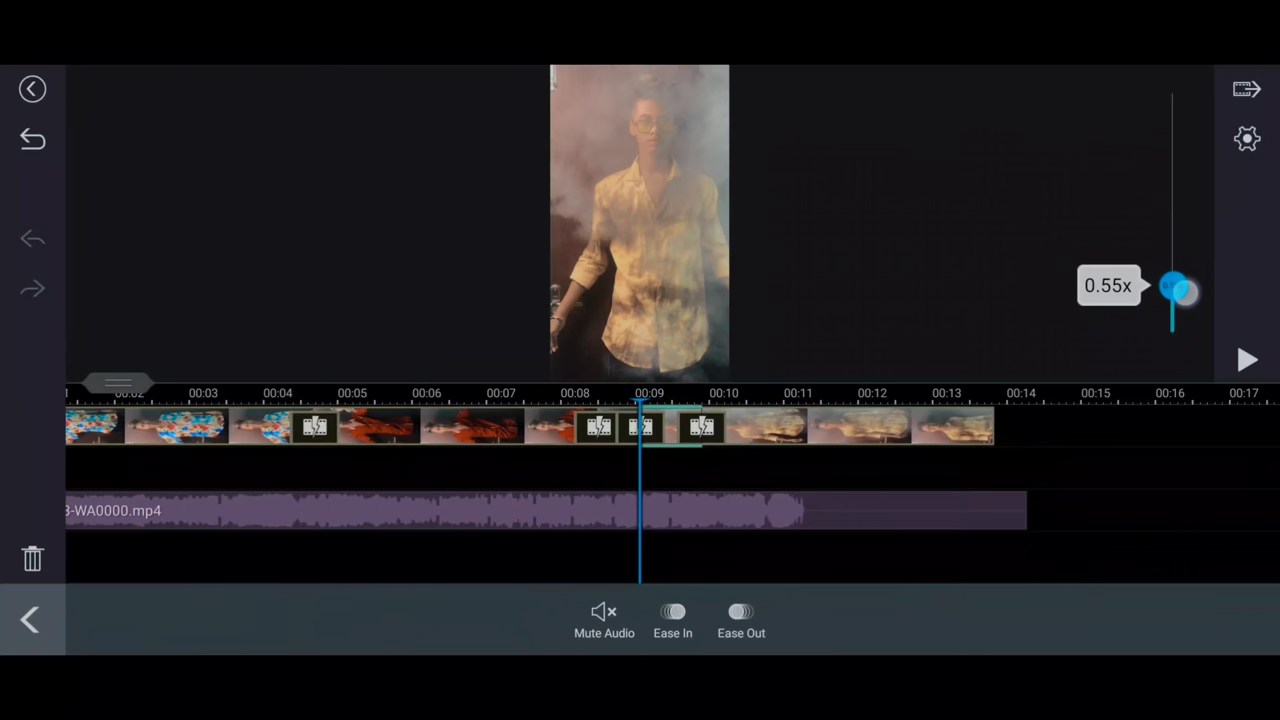 0.55x
00:02 00:03 00:04 00:05 00:06 00:07 00:08 00:09 00:10 00:11 00:12 00:13 00:14 00:15 00:16 00:17
3-WA0000.mp4
Mute Audio Ease In Ease Out